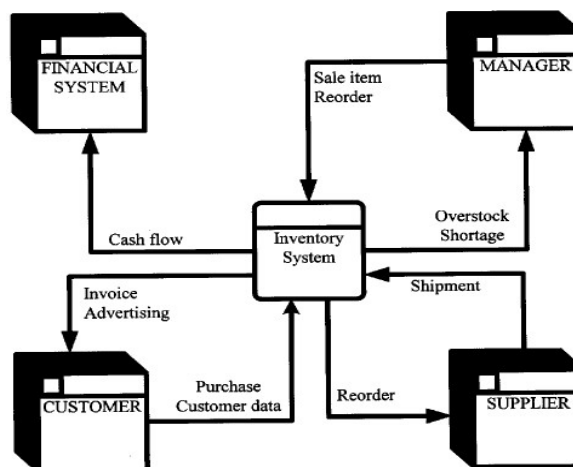 FINANCIAL
SYSTEM
MANAGER
Sale item
Reorder
Cash flow
Inventory
System
Overstock
Shortage
Invoice
Advertising
Shipment
CUSTOMER
Purchase
Customer data
Reorder
SUPPLIER